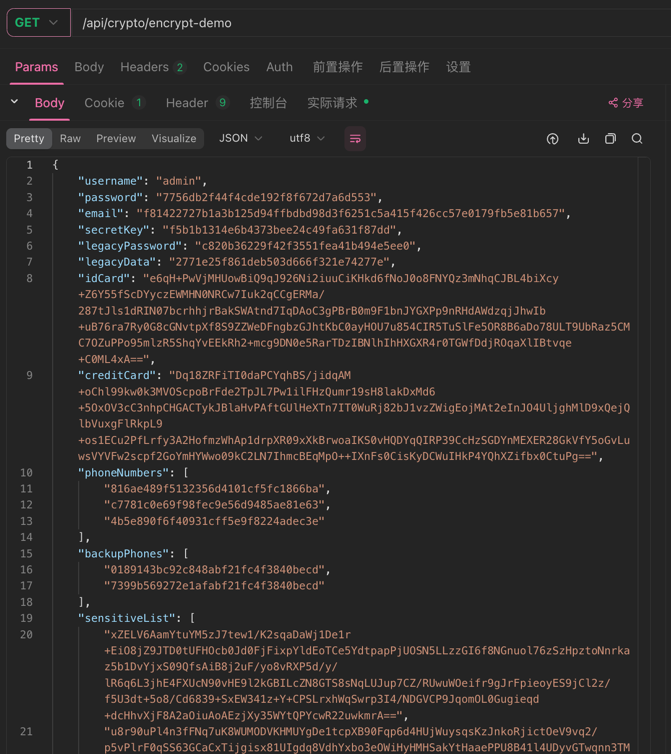 GET /api/crypto/encrypt-demo
Params Body Headers 2 Cookies Auth 前置操作 后置操作 设置
Body Cookie 1 Header 9 控制台 实际请求 分享
Pretty Raw Preview Visualize JSON utf8
1 {
2 "username": "admin",
3 "password": "7756db2f44f4cde192f8f672d7a6d553",
4 "email": "f81422727b1a3b125d94ffbdbd98d3f6251c5a415f426cc57e0179fb5e81b657",
5 "secretKey": "f5b1b1314e6b4373bee24c49fa631f87dd",
6 "legacyPassword": "c820b36229f42f3551fea41b494e5ee0",
7 "legacyData": "2771e25f861deb503d666f321e74277e",
8 "idCard": "e6qH+PwVjMHUowBiQ9qJ926Ni2iuuCiKHkd6fNoJ0o8FNYQz3mNhqCJBL4biXcy
+Z6Y55fScDYyczEWMHN0NRCw7Iuk2qCCgERMa/
287tJls1dRIN07bcrhhjrBakSWAtnd7IqDAoC3gPBrB0m9F1bnJYGXPp9nRHdAWdzqjJhwIb
+uB76ra7Ry0G8cGNvtpXf8S9ZZWeDFngbzGJhtKbC0ayHOU7u854CIR5TuSlFe5OR8B6aDo78ULT9UbRaz5CM
C7OZuPPo95mlzR5ShqYvEEkRh2+mcg9DN0e5RarTDzIBNlhIhHXGXR4r0TGWfDdjROqaXlIBtvqe
+C0ML4xA==",
9 "creditCard": "Dq18ZRFiTI0daPCYqhBS/jidqAM
+oChl99kw0k3MVOScpoBrFde2TpJL7Pw1ilFHzQumr19sH8lakDxMd6
+5OxOV3cC3nhpCHGACTykJBlaHvPAftGUlHeXTn7IT0WuRj82bJ1vzZWigEojMAt2eInJO4UljghMlD9xQejQ
lbVuxgFlRkpL9
+os1ECu2PfLrfy3A2HofmzWhAp1drpXR09xXkBrwoaIKS0vHQDYqQIRP39CcHzSGDYnMEXER28GkVfY5oGvLu
wsVYVFw2scpf2GoYmHYWwo09kC2LN7IhmcBEqMpO++IXnFs0CisKyDCWuIHkP4YQhXZifbx0CtuPg==",
10 "phoneNumbers": [
11 "816ae489f5132356d4101cf5fc1866ba",
12 "c7781c0e69f98fec9e56d9485ae81e63",
13 "4b5e890f6f40931cff5e9f8224adec3e"
14 ],
15 "backupPhones": [
16 "0189143bc92c848abf21fc4f3840becd",
17 "7399b569272e1afabf21fc4f3840becd"
18 ],
19 "sensitiveList": [
20 "xZELV6AamYtuYM5zJ7tew1/K2sqaDaWj1De1r
+EiO8jZ9JTD0tUFHOcb0Jd0FjFixpYldEoTCe5YdtpapPjUOSN5LLzzGI6f8NGnuol76zSzHpztoNnrka
z5b1DvYjxS09QfsAiB8j2uF/yo8vRXP5d/y/
lR6q6L3jhE4FXUcN90vHE9l2kGBILcZN8GTS8sNqLUJup7CZ/RUwuWOeifr9gJrFpieoyES9jCl2z/
f5U3dt+5o8/Cd6839+SxEW341z+Y+CPSLrxhWqSwrp3I4/NDGVCP9JqomOL0Gugieqd
+dcHhvXjF8A2aOiuAoAEzjXy35WYtQPYcwR22uwkmrA==",
21 "u8r90uPl4n3fFNq7uK8WUMODVKHMUYgDe1tcpXB90Fqp6d4HUjWuysqsKzJnkoRjictOeV9vq2/
p5vPlrF0qSS63GCaCxTijgisx81UIgdq8VdhYxbo3eOWiHyHMHSakYtHaaePPU8B41l4UDyvGTwqnn3TM